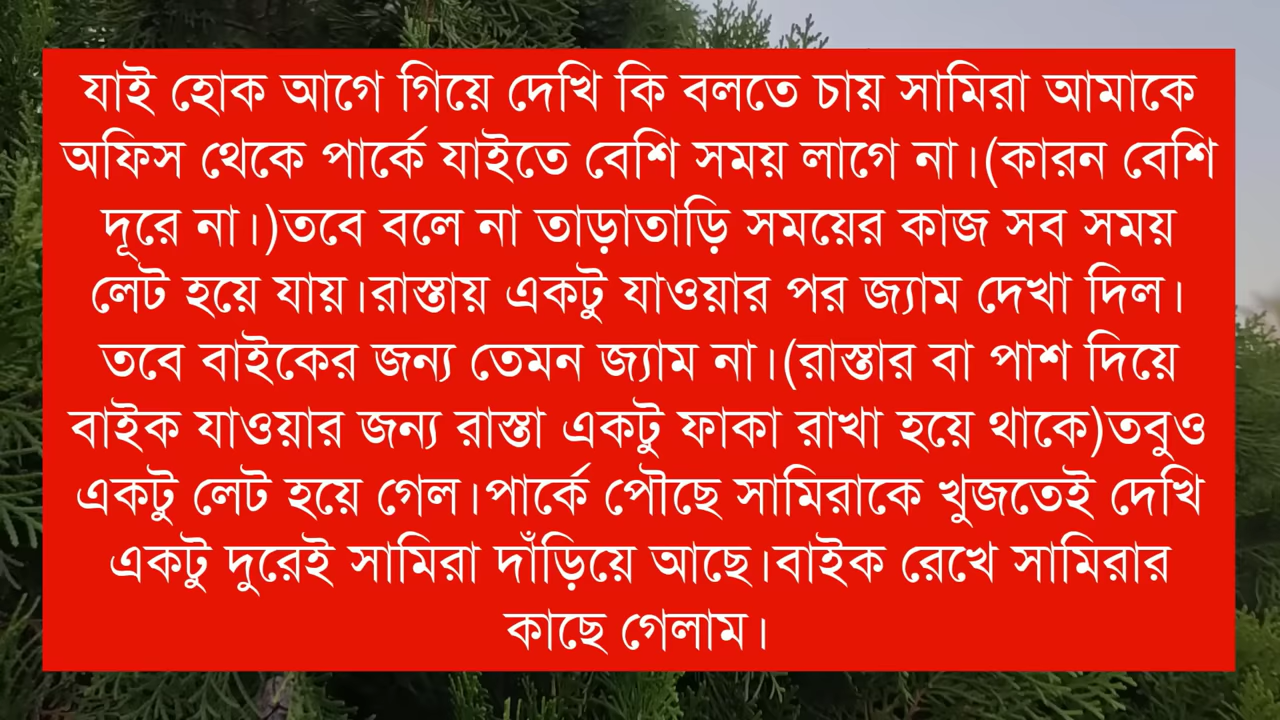 যাই হোক আগে গিয়ে দেখি কি বলতে চায় সামিরা আমাকে
অফিস থেকে পার্কে যাইতে বেশি সময় লাগে না।(কারন বেশি
দূরে না।)তবে বলে না তাড়াতাড়ি সময়ের কাজ সব সময়
লেট হয়ে যায়।রাস্তায় একটু যাওয়ার পর জ্যাম দেখা দিল।
তবে বাইকের জন্য তেমন জ্যাম না।(রাস্তার বা পাশ দিয়ে
বাইক যাওয়ার জন্য রাস্তা একটু ফাকা রাখা হয়ে থাকে)তবুও
একটু লেট হয়ে গেল।পার্কে পৌছে সামিরাকে খুজতেই দেখি
একটু দুরেই সামিরা দাঁড়িয়ে আছে।বাইক রেখে সামিরার
কাছে গেলাম।